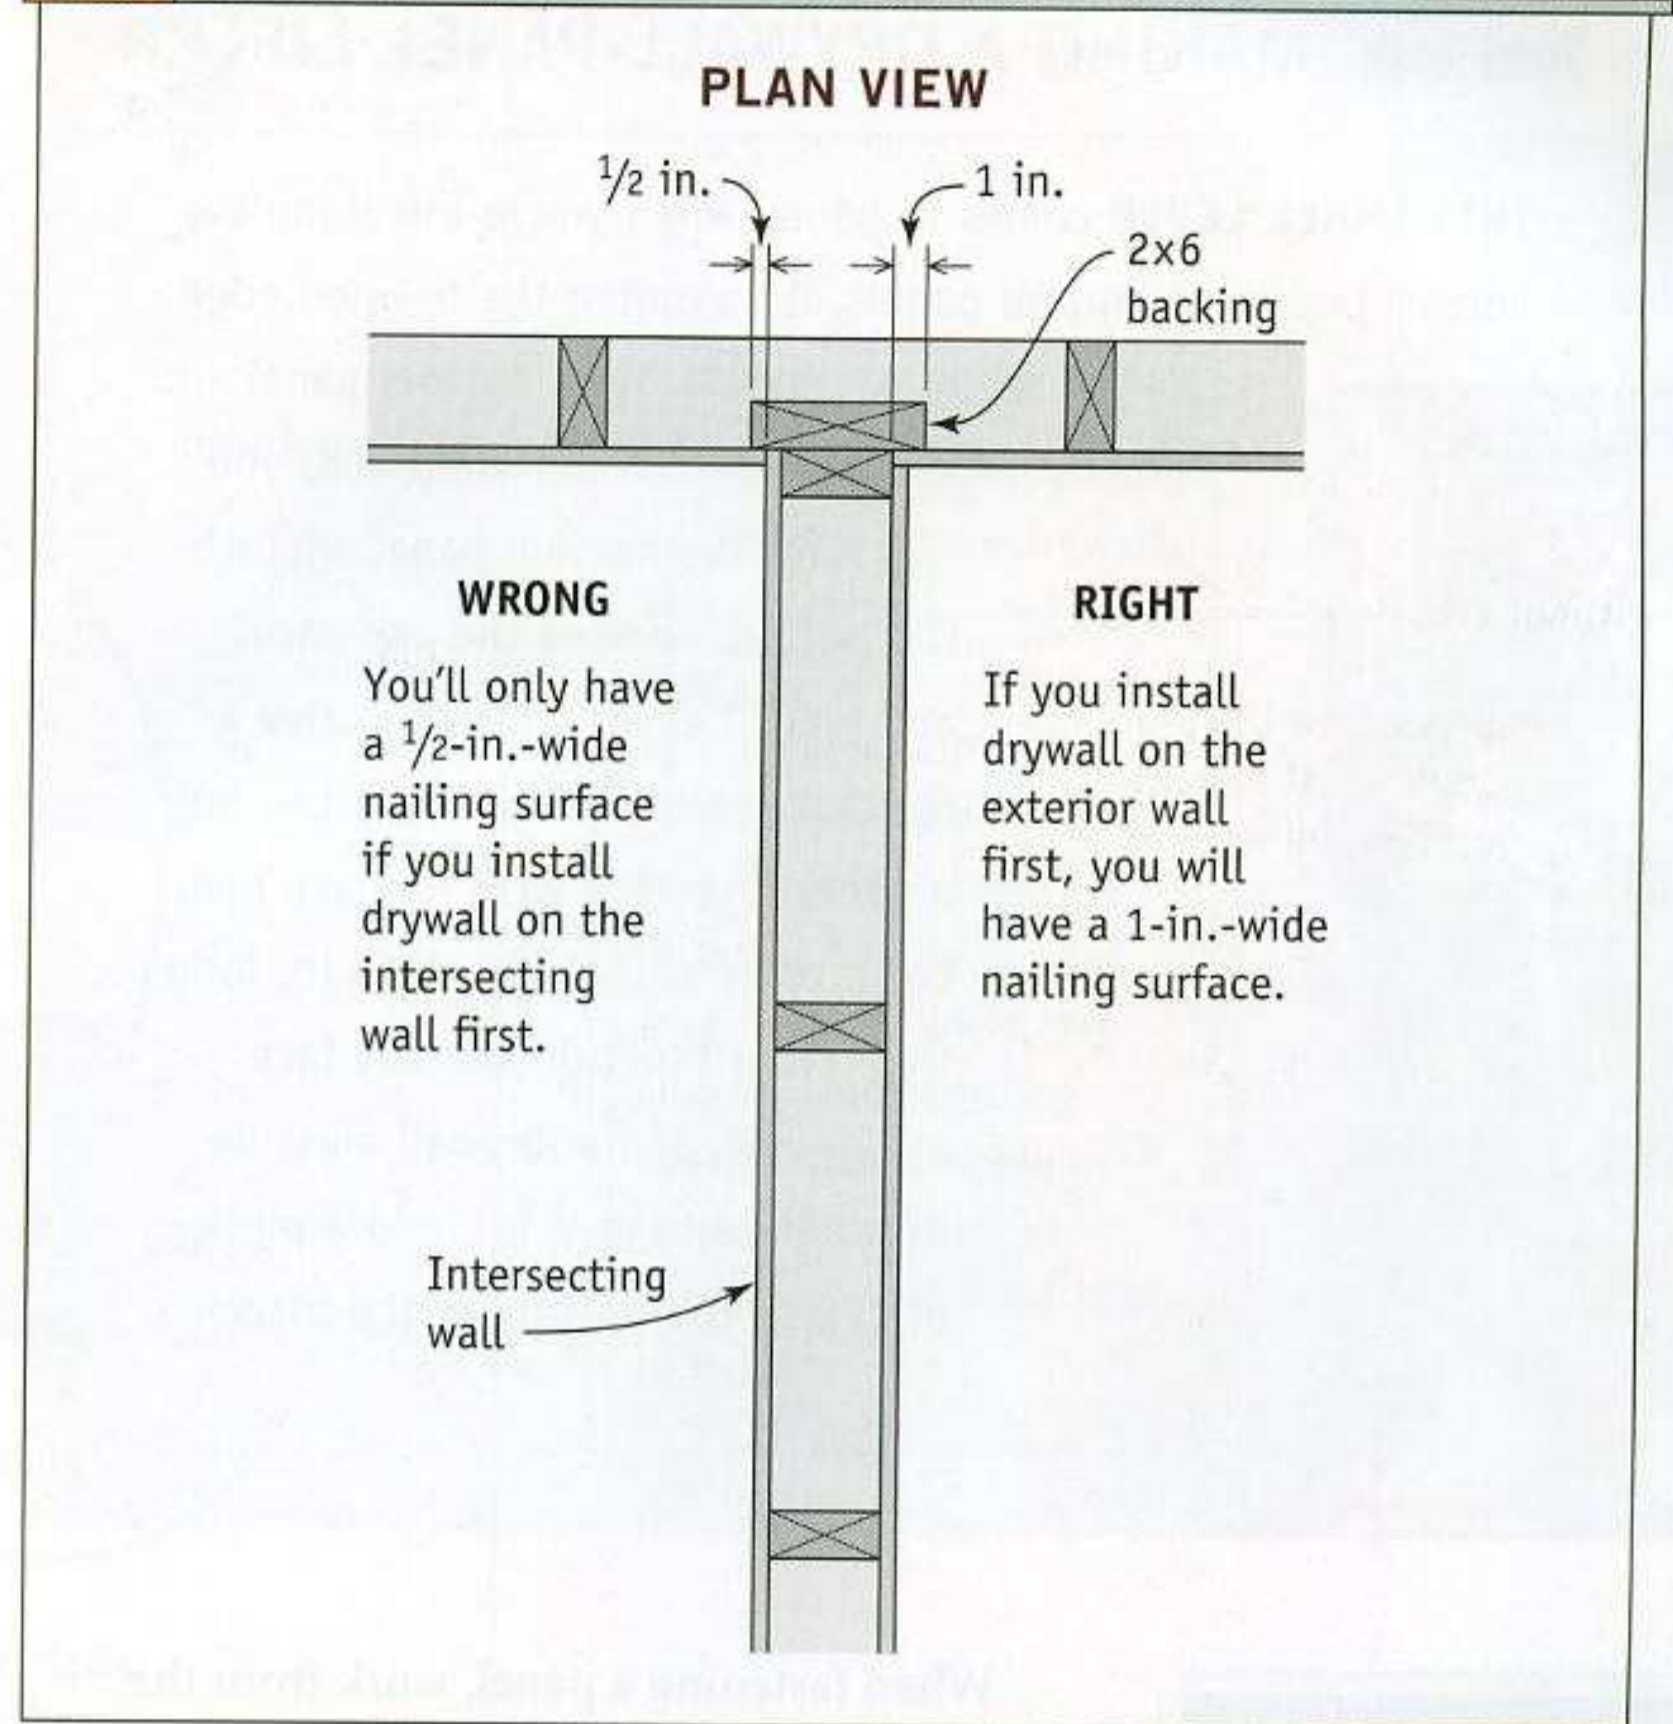 PLAN VIEW
1/2 in.
1 in.
2x6
backing
WRONG
You'll only have
a 1/2-in.-wide
nailing surface
if you install
drywall on the
intersecting
wall first.
RIGHT
If you install
drywall on the
exterior wall
first, you will
have a 1-in.-wide
nailing surface.
Intersecting
wall